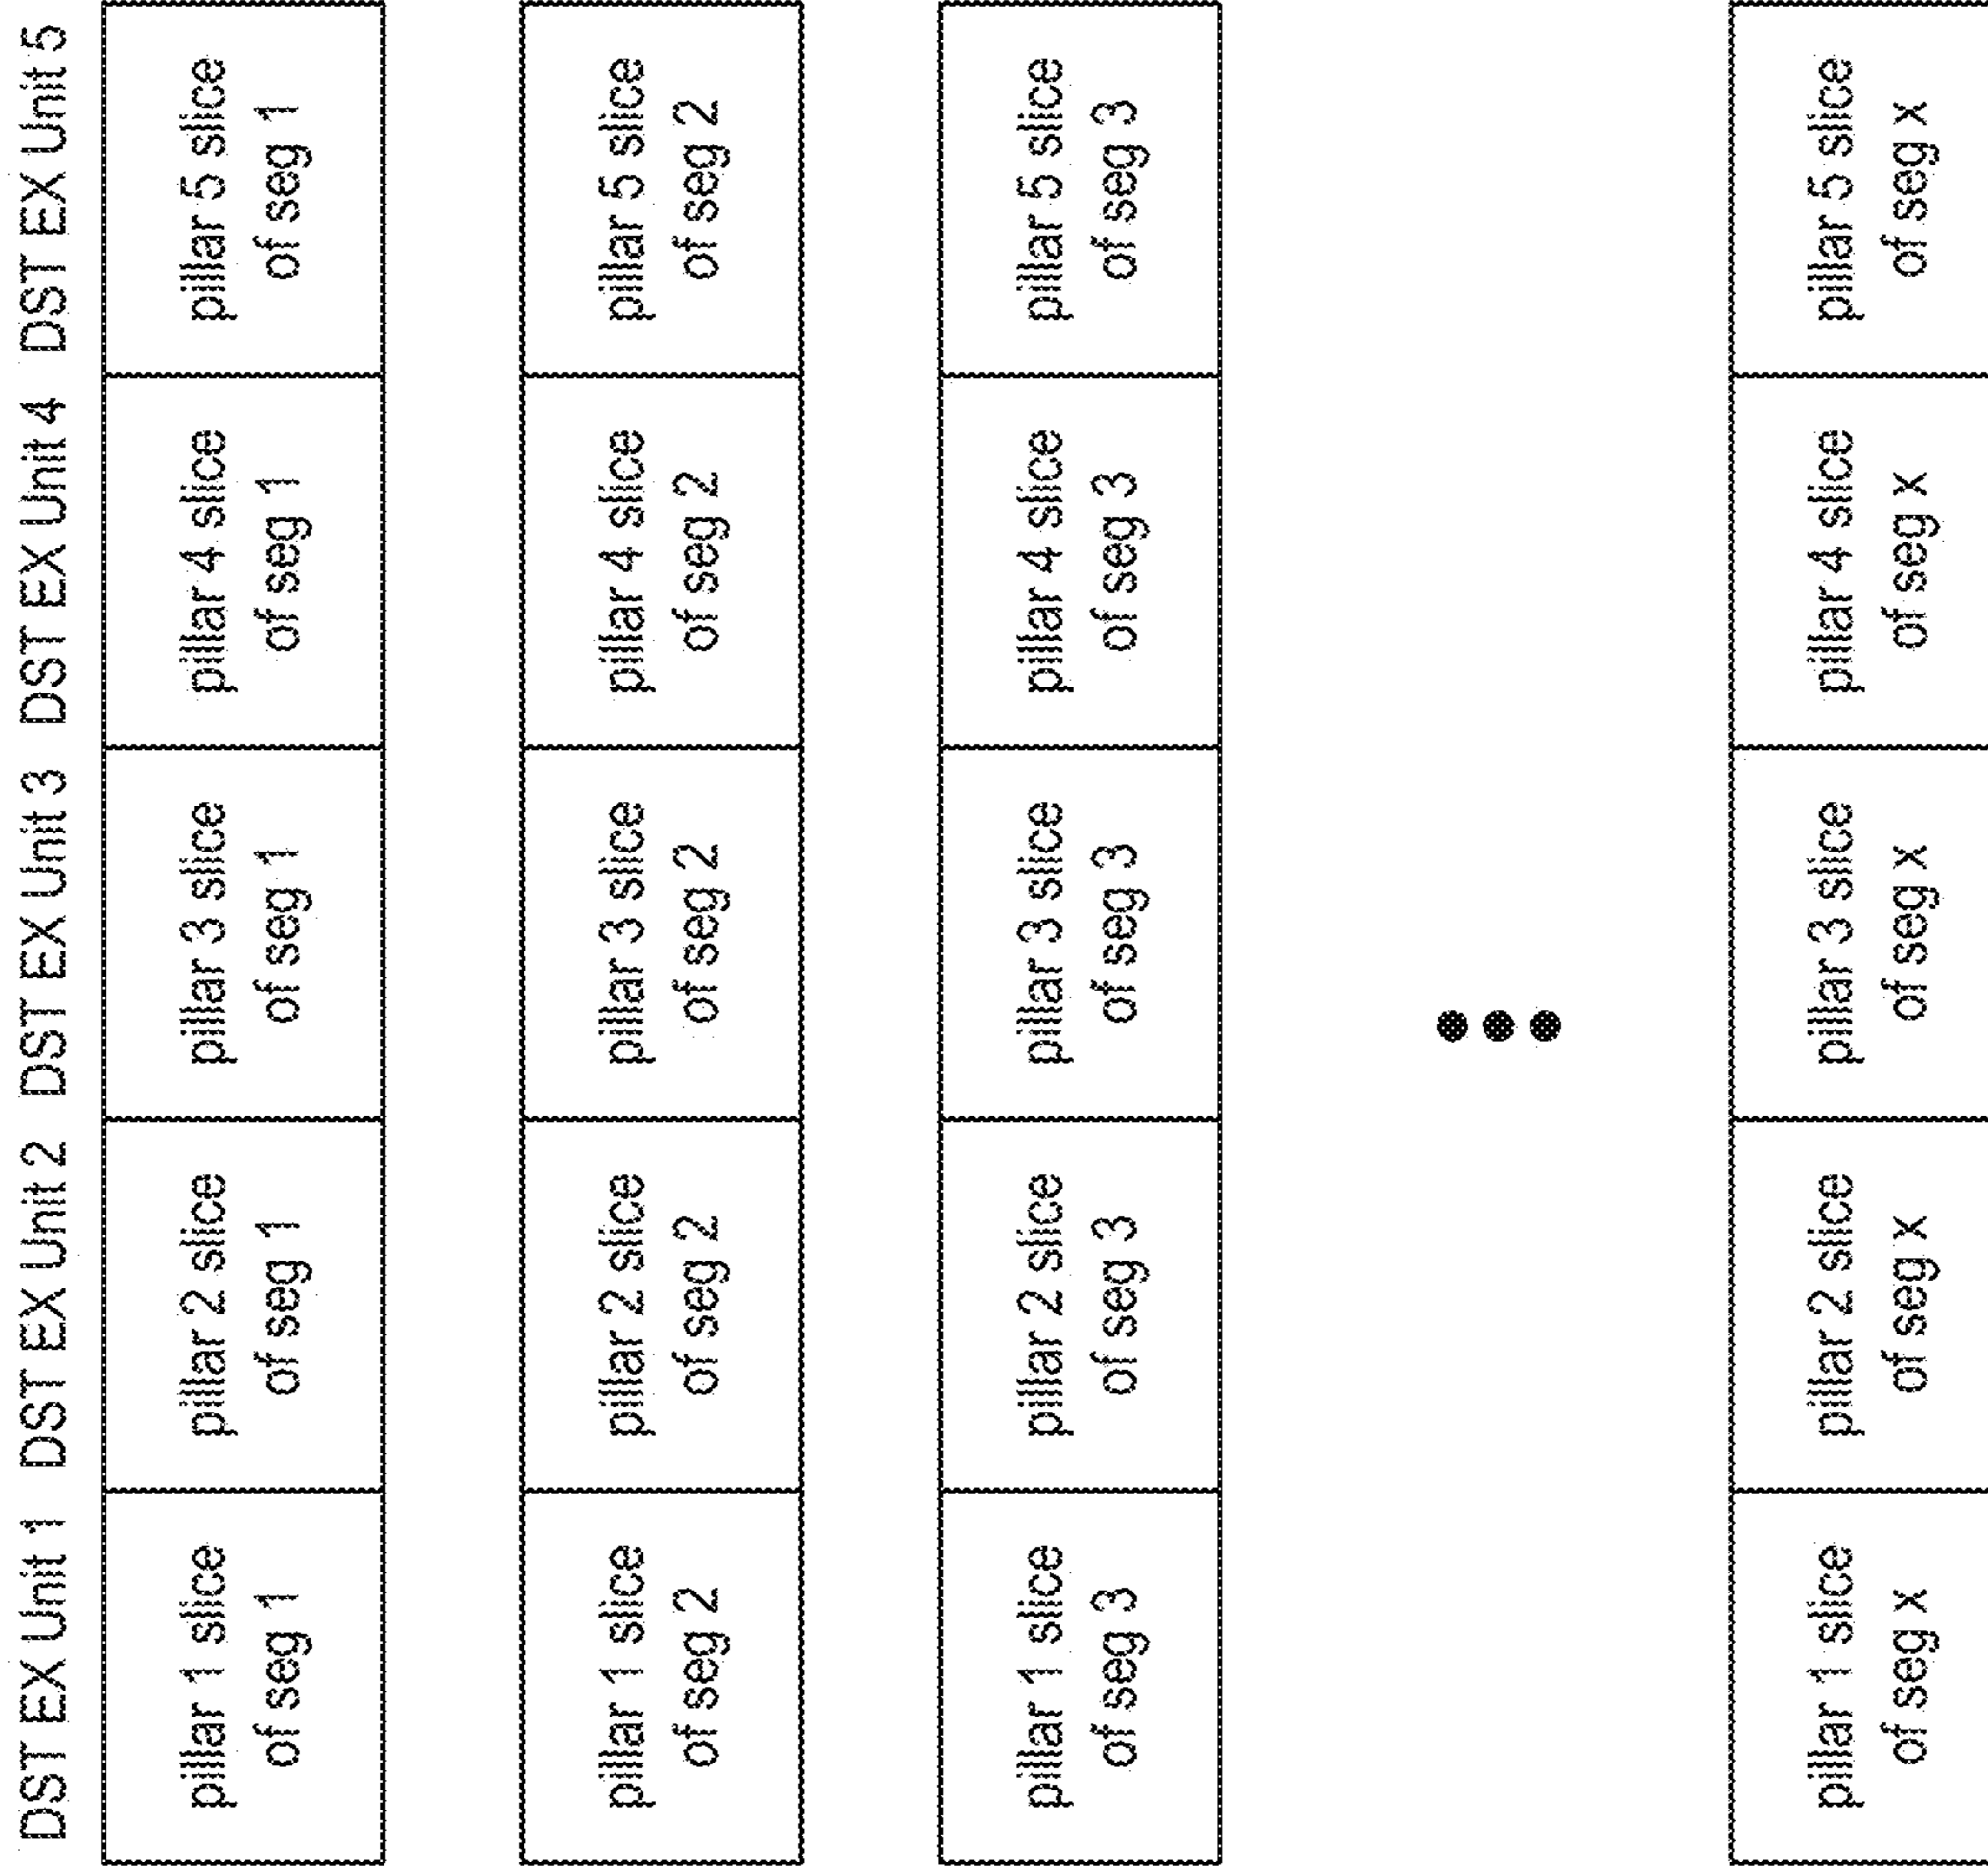 DST EX Unit 1 DST EX Unit 2 DST EX Unit 3 DST EX Unit 4 DST EX Unit 5
pillar 1 slice
of seg 1
pillar 2 slice
of seg 1
pillar 3 slice
of seg 1
pillar 4 slice
of seg 1
pillar 5 slice
of seg 1
pillar 1 slice
of seg 2
pillar 2 slice
of seg 2
pillar 3 slice
of seg 2
pillar 4 slice
of seg 2
pillar 5 slice
of seg 2
pillar 1 slice
of seg 3
pillar 2 slice
of seg 3
pillar 3 slice
of seg 3
pillar 4 slice
of seg 3
pillar 5 slice
of seg 3
pillar 1 slice
of seg x
pillar 2 slice
of seg x
pillar 3 slice
of seg x
pillar 4 slice
of seg x
pillar 5 slice
of seg x